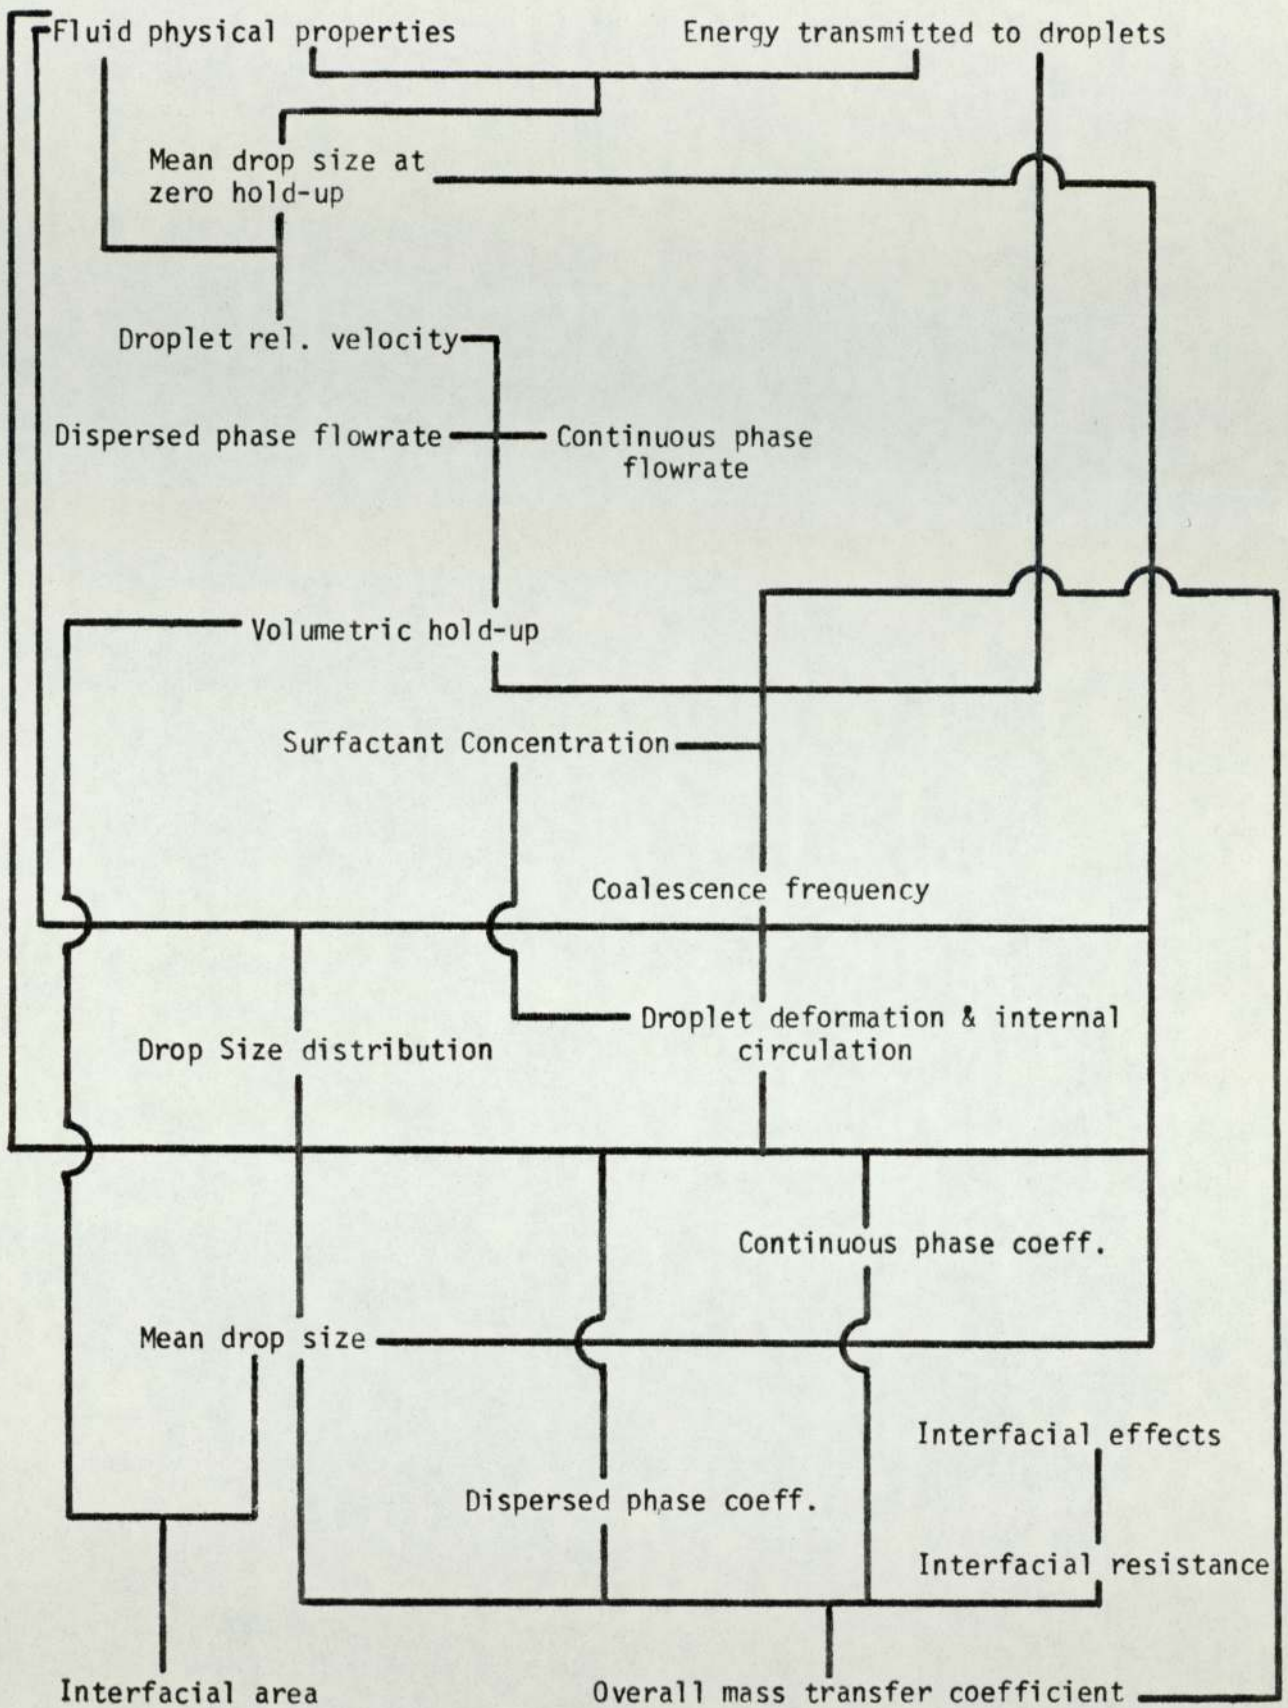 Fluid physical properties
Energy transmitted to droplets
Mean drop size at
zero hold-up
Droplet rel. velocity
Dispersed phase flowrate
Continuous phase
flowrate
Volumetric hold-up
Surfactant Concentration
Coalescence frequency
Droplet deformation & internal
circulation
Drop Size distribution
Continuous phase coeff.
Mean drop size
Interfacial effects
Dispersed phase coeff.
Interfacial resistance
Interfacial area
Overall mass transfer coefficient